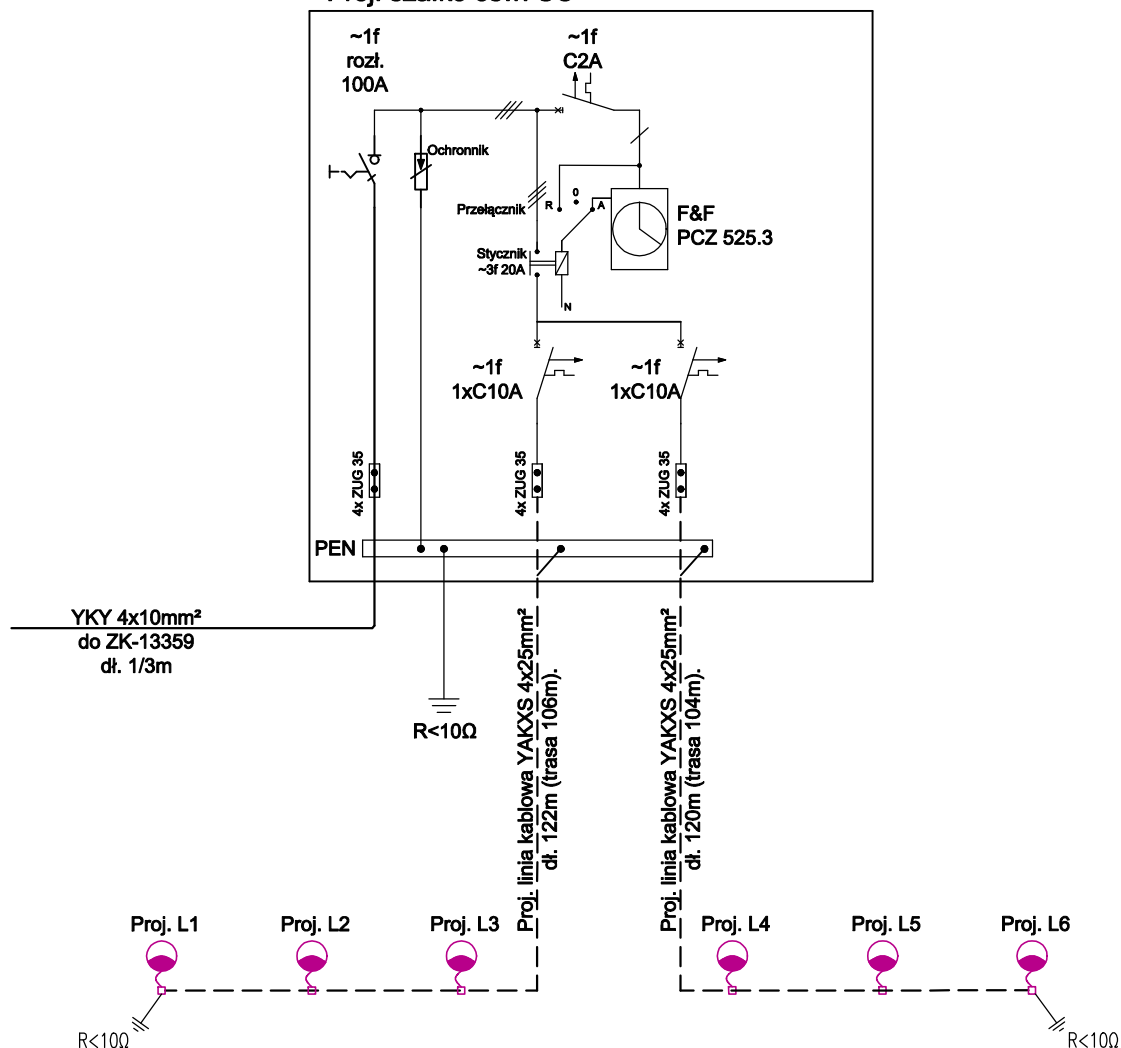 ~1f
rozł.
100A
~1f
C2A
Ochronnik
Przełącznik
R
0
A
F&F
PCZ 525.3
Stycznik
~3f 20A
N
~1f
1xC10A
~1f
1xC10A
4x ZUG 35
4x ZUG 35
4x ZUG 35
PEN
YKY 4x10mm²
do ZK-13359
dł. 1/3m
R<10Ω
Proj. linia kablowa YAKXS 4x25mm²
dł. 122m (trasa 106m).
Proj. linia kablowa YAKXS 4x25mm²
dł. 120m (trasa 104m).
Proj. L1
Proj. L2
Proj. L3
Proj. L4
Proj. L5
Proj. L6
R<10Ω
R<10Ω